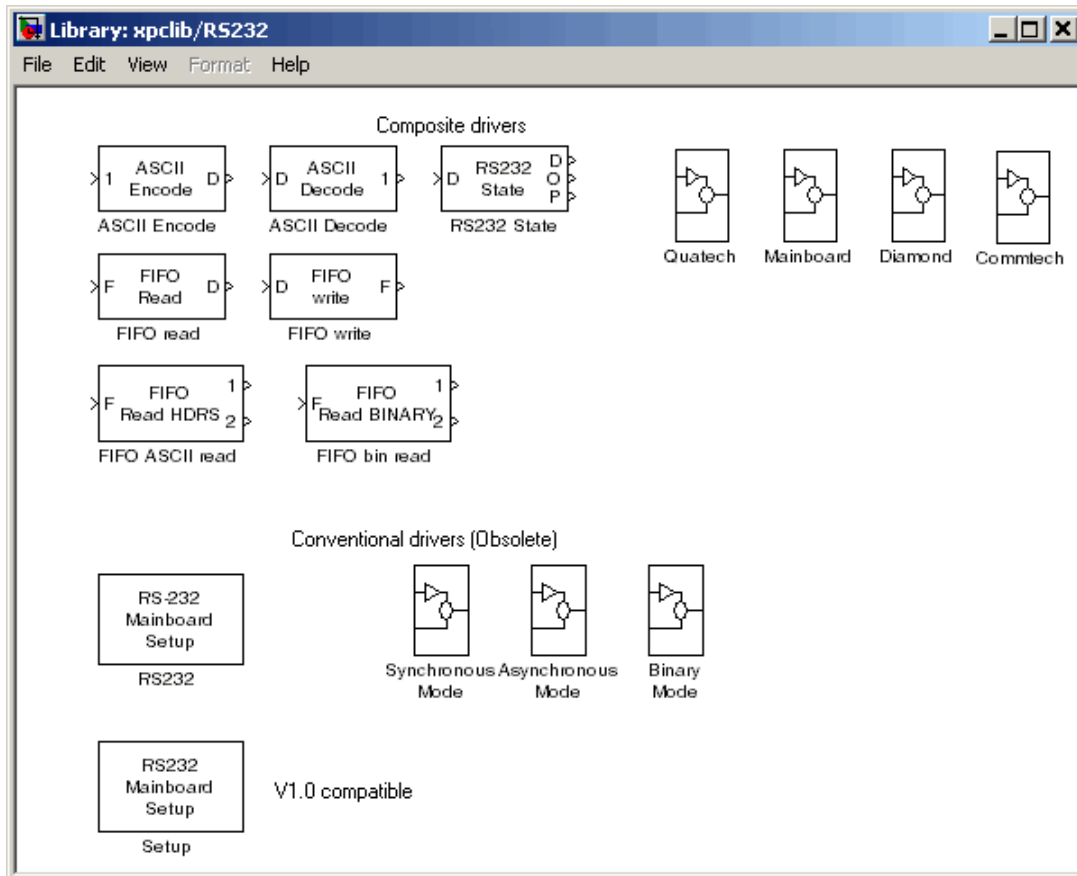 Library: xpclib/RS232
File Edit View Format Help
Composite drivers
1 ASCII Encode D
ASCII Encode
D ASCII Decode 1
ASCII Decode
D RS232 State D O P
RS232 State
Quatech
Mainboard
Diamond
Commtech
F FIFO Read D
FIFO read
D FIFO write F
FIFO write
F FIFO Read HDRS 1 2
FIFO ASCII read
F FIFO Read BINARY 1 2
FIFO bin read
Conventional drivers (Obsolete)
RS-232
Mainboard
Setup
RS232
Synchronous
Mode
Asynchronous
Mode
Binary
Mode
RS232
Mainboard
Setup
Setup
V1.0 compatible